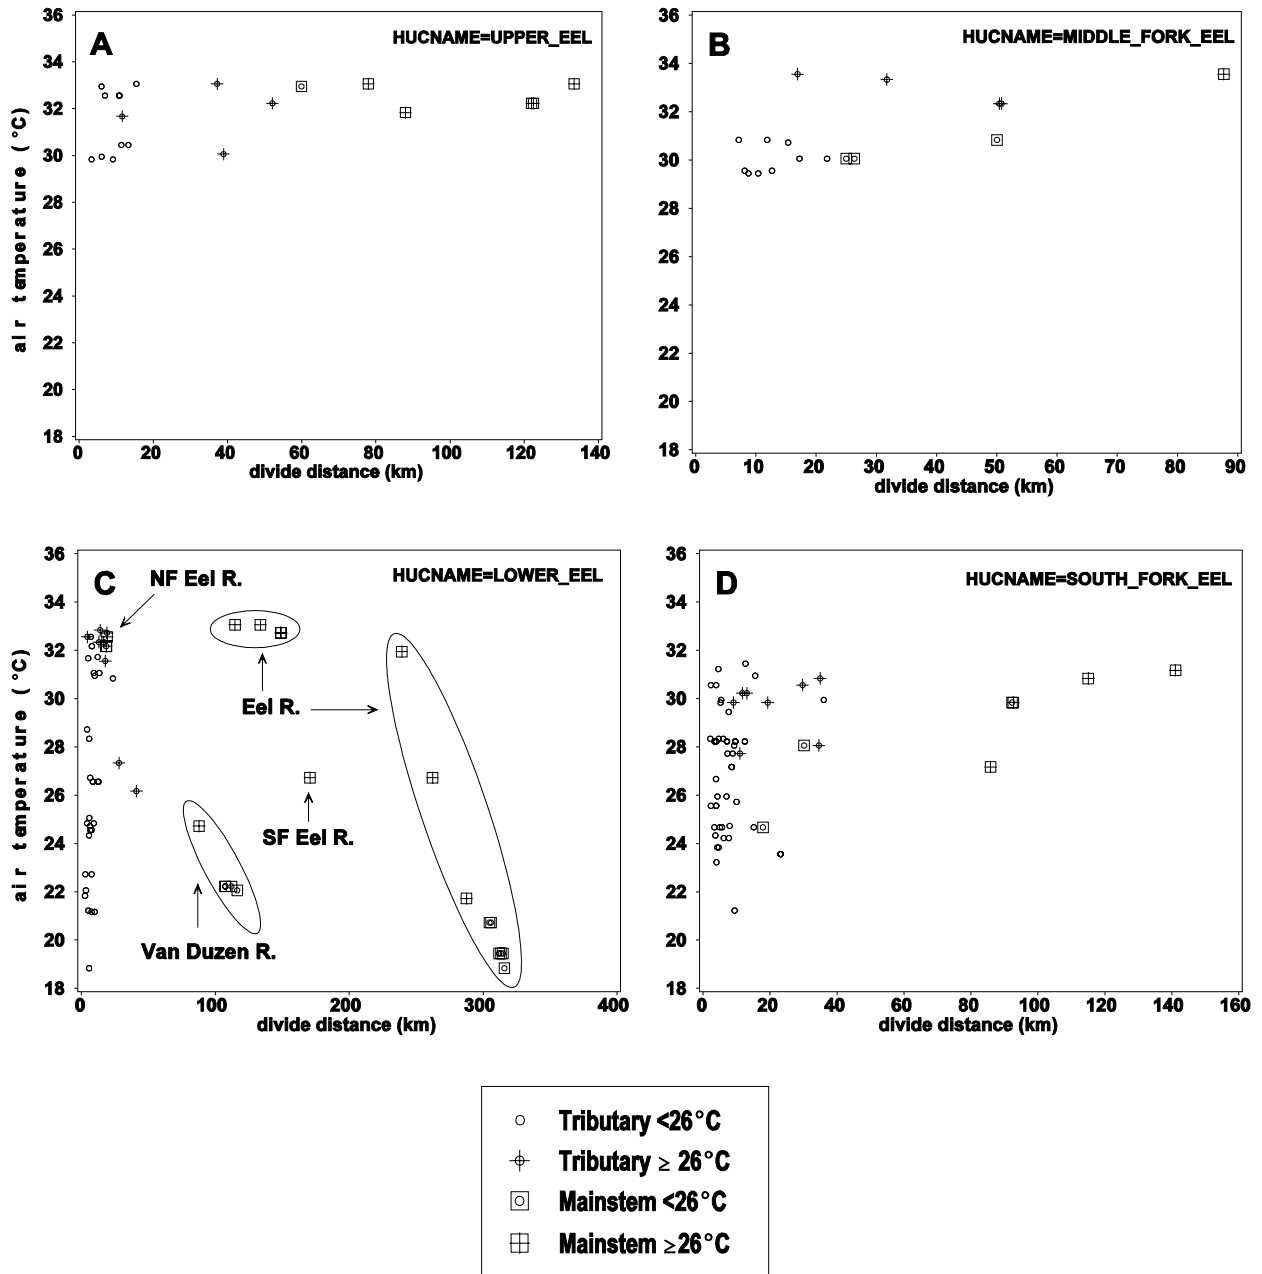 A
HUCNAME=UPPER_EEL
36
34
32
30
28
26
24
22
20
18
air temperature (°C)
0 20 40 60 80 100 120 140
divide distance (km)
B
HUCNAME=MIDDLE_FORK_EEL
36
34
32
30
28
26
24
22
20
18
0 10 20 30 40 50 60 70 80 90
divide distance (km)
C
HUCNAME=LOWER_EEL
NF Eel R.
Eel R.
SF Eel R.
Van Duzen R.
36
34
32
30
28
26
24
22
20
18
air temperature (°C)
0 100 200 300 400
divide distance (km)
D
HUCNAME=SOUTH_FORK_EEL
36
34
32
30
28
26
24
22
20
18
0 20 40 60 80 100 120 140 160
divide distance (km)
Tributary <26°C
Tributary ≥ 26°C
Mainstem <26°C
Mainstem ≥26°C